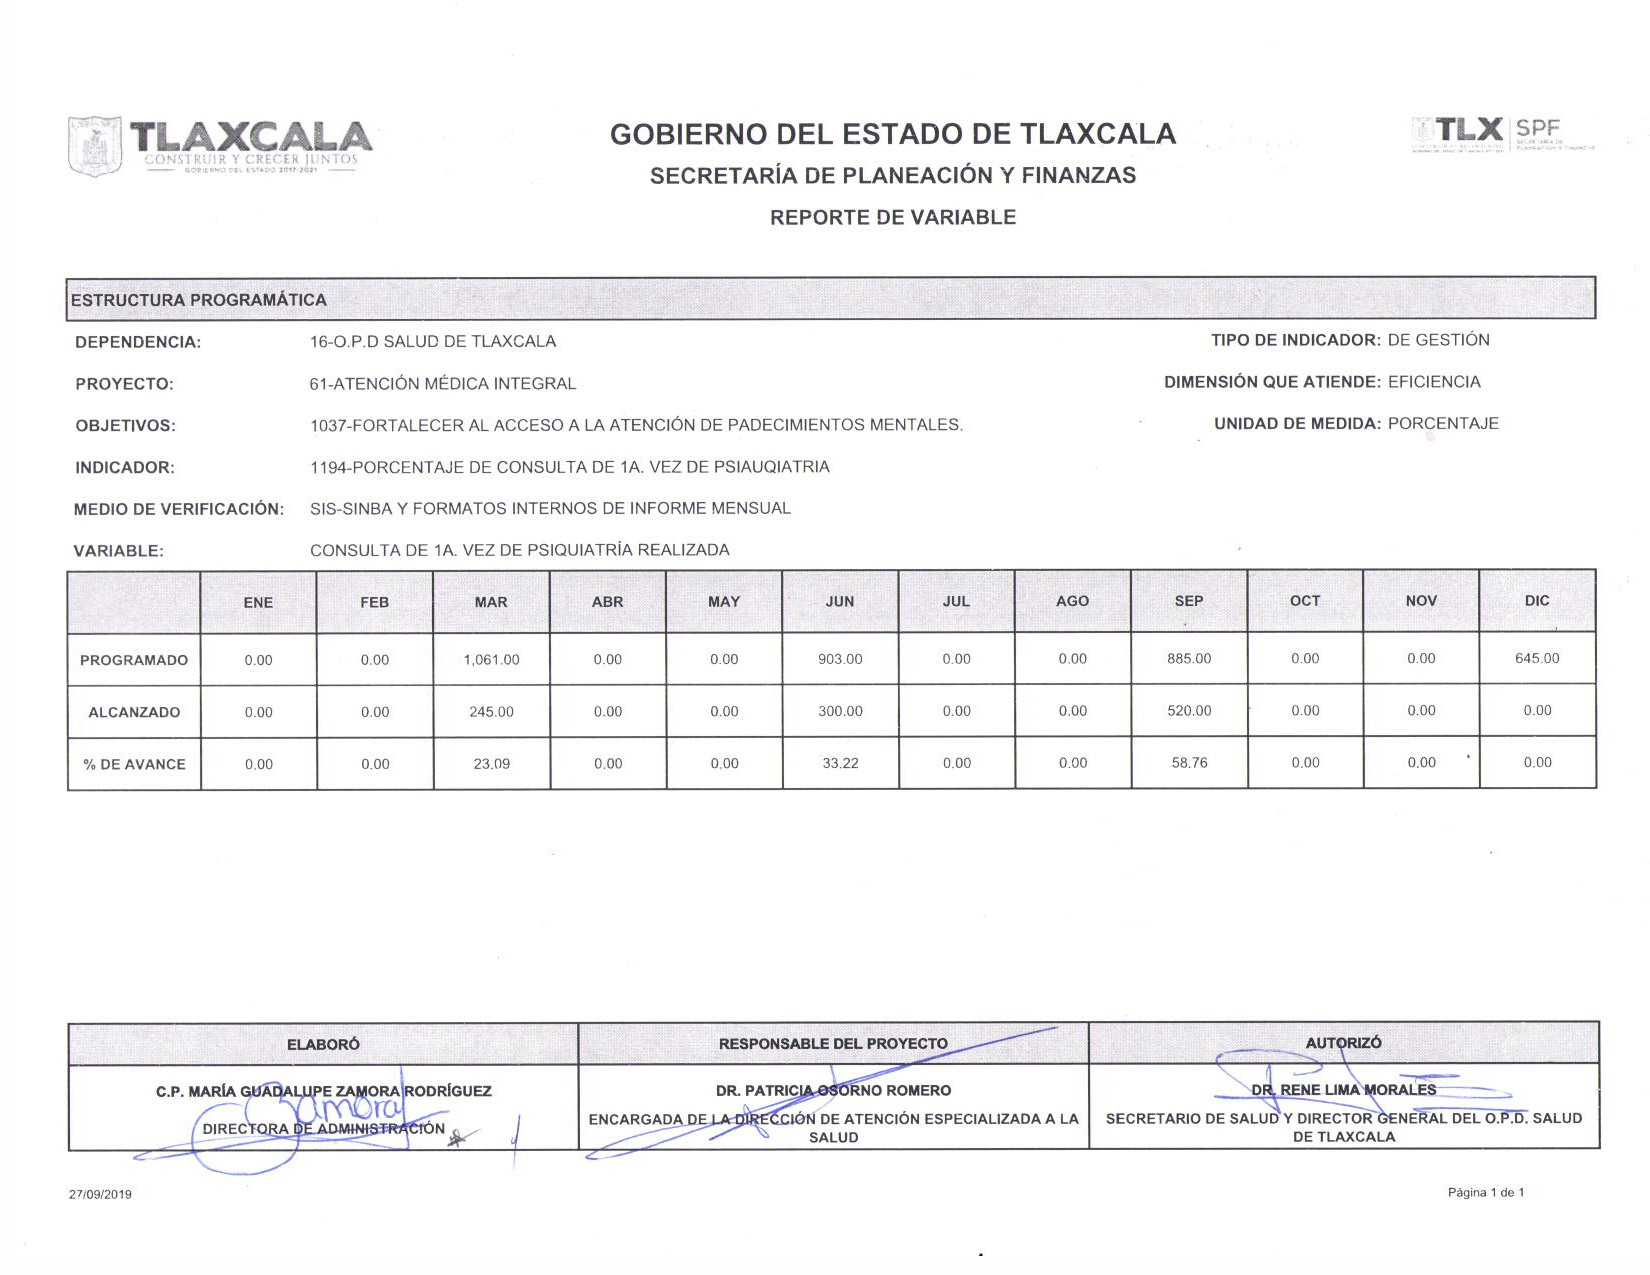 TLAXCALA
CONSTRUIR Y CRECER JUNTOS
GOBIERNO DEL ESTADO 2017-2021
GOBIERNO DEL ESTADO DE TLAXCALA
SECRETARÍA DE PLANEACIÓN Y FINANZAS
REPORTE DE VARIABLE
TLX SPF
SECRETARÍA DE
PLANEACIÓN Y FINANZAS
ESTRUCTURA PROGRAMÁTICA
DEPENDENCIA: 16-O.P.D SALUD DE TLAXCALA TIPO DE INDICADOR: DE GESTIÓN
PROYECTO: 61-ATENCIÓN MÉDICA INTEGRAL DIMENSIÓN QUE ATIENDE: EFICIENCIA
OBJETIVOS: 1037-FORTALECER AL ACCESO A LA ATENCIÓN DE PADECIMIENTOS MENTALES. UNIDAD DE MEDIDA: PORCENTAJE
INDICADOR: 1194-PORCENTAJE DE CONSULTA DE 1A. VEZ DE PSIAUQIATRIA
MEDIO DE VERIFICACIÓN: SIS-SINBA Y FORMATOS INTERNOS DE INFORME MENSUAL
VARIABLE: CONSULTA DE 1A. VEZ DE PSIQUIATRÍA REALIZADA
ENE FEB MAR ABR MAY JUN JUL AGO SEP OCT NOV DIC
PROGRAMADO 0.00 0.00 1,061.00 0.00 0.00 903.00 0.00 0.00 885.00 0.00 0.00 645.00
ALCANZADO 0.00 0.00 245.00 0.00 0.00 300.00 0.00 0.00 520.00 0.00 0.00 0.00
% DE AVANCE 0.00 0.00 23.09 0.00 0.00 33.22 0.00 0.00 58.76 0.00 0.00 0.00
ELABORÓ RESPONSABLE DEL PROYECTO AUTORIZÓ
C.P. MARÍA GUADALUPE ZAMORA RODRÍGUEZ
Zamora
DIRECTORA DE ADMINISTRACIÓN
DR. PATRICIA OSORNO ROMERO
ENCARGADA DE LA DIRECCIÓN DE ATENCIÓN ESPECIALIZADA A LA
SALUD
DR. RENE LIMA MORALES
SECRETARIO DE SALUD Y DIRECTOR GENERAL DEL O.P.D. SALUD
DE TLAXCALA
27/09/2019 Página 1 de 1